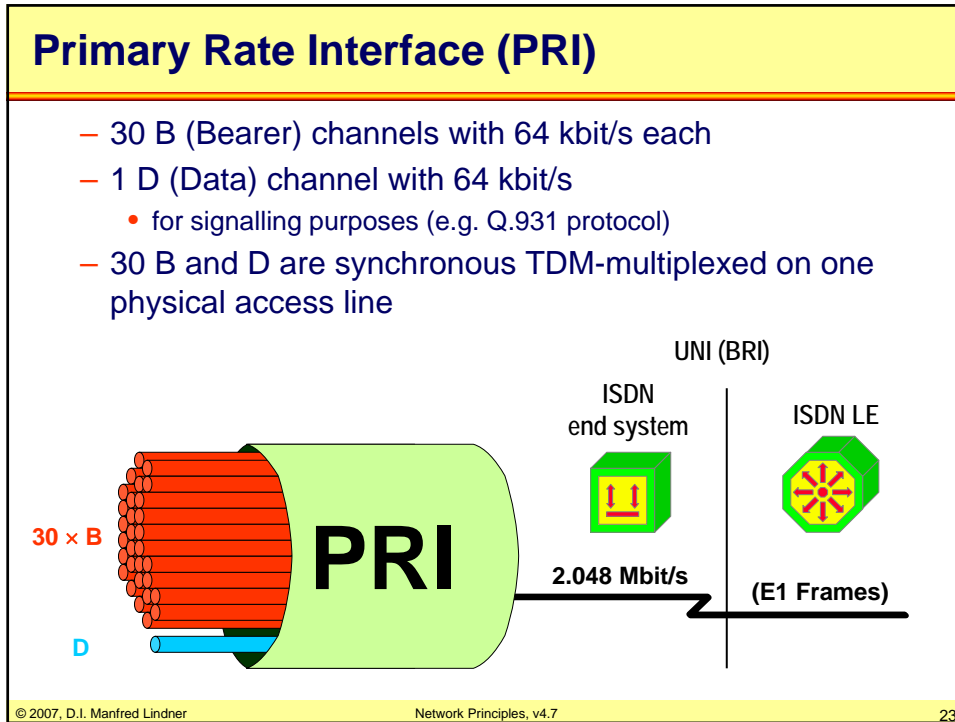 Primary Rate Interface (PRI)
– 30 B (Bearer) channels with 64 kbit/s each
– 1 D (Data) channel with 64 kbit/s
• for signalling purposes (e.g. Q.931 protocol)
– 30 B and D are synchronous TDM-multiplexed on one
physical access line
UNI (BRI)
ISDN
end system
ISDN LE
30 × B
PRI
2.048 Mbit/s
(E1 Frames)
D
© 2007, D.I. Manfred Lindner
Network Principles, v4.7
23